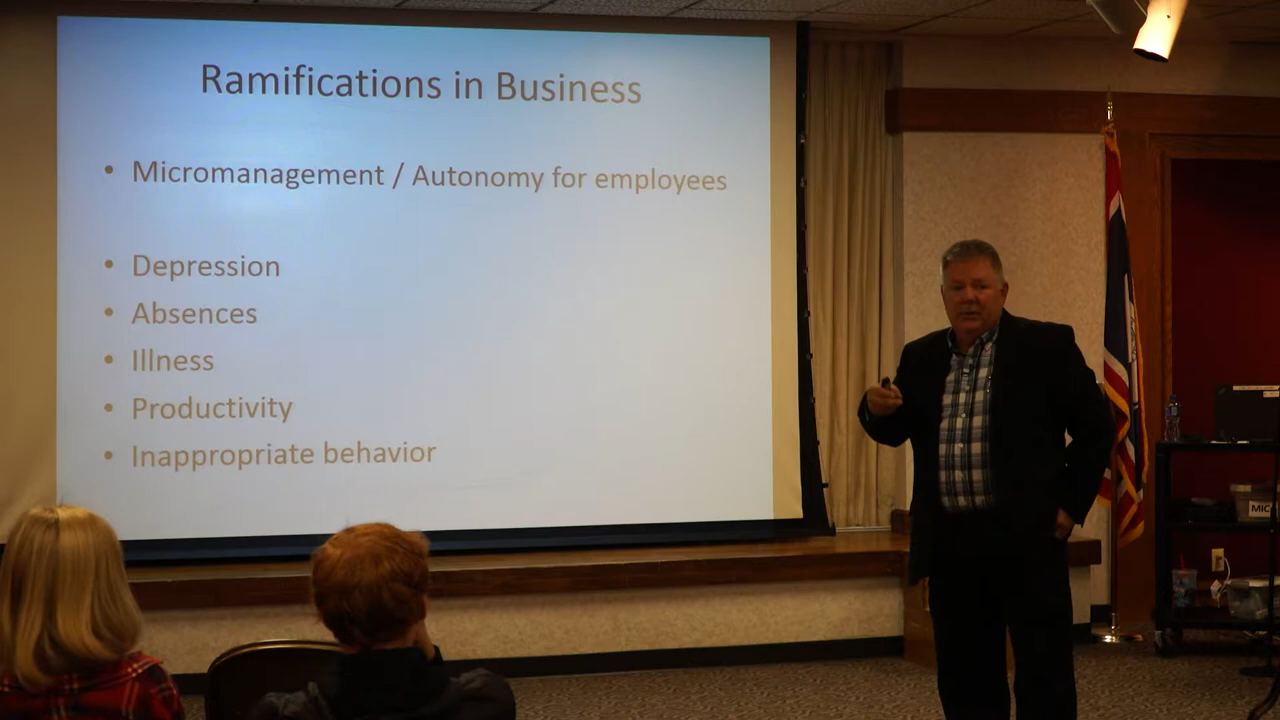 Ramifications in Business
• Micromanagement / Autonomy for employees
• Depression
• Absences
• Illness
• Productivity
• Inappropriate behavior
MIC